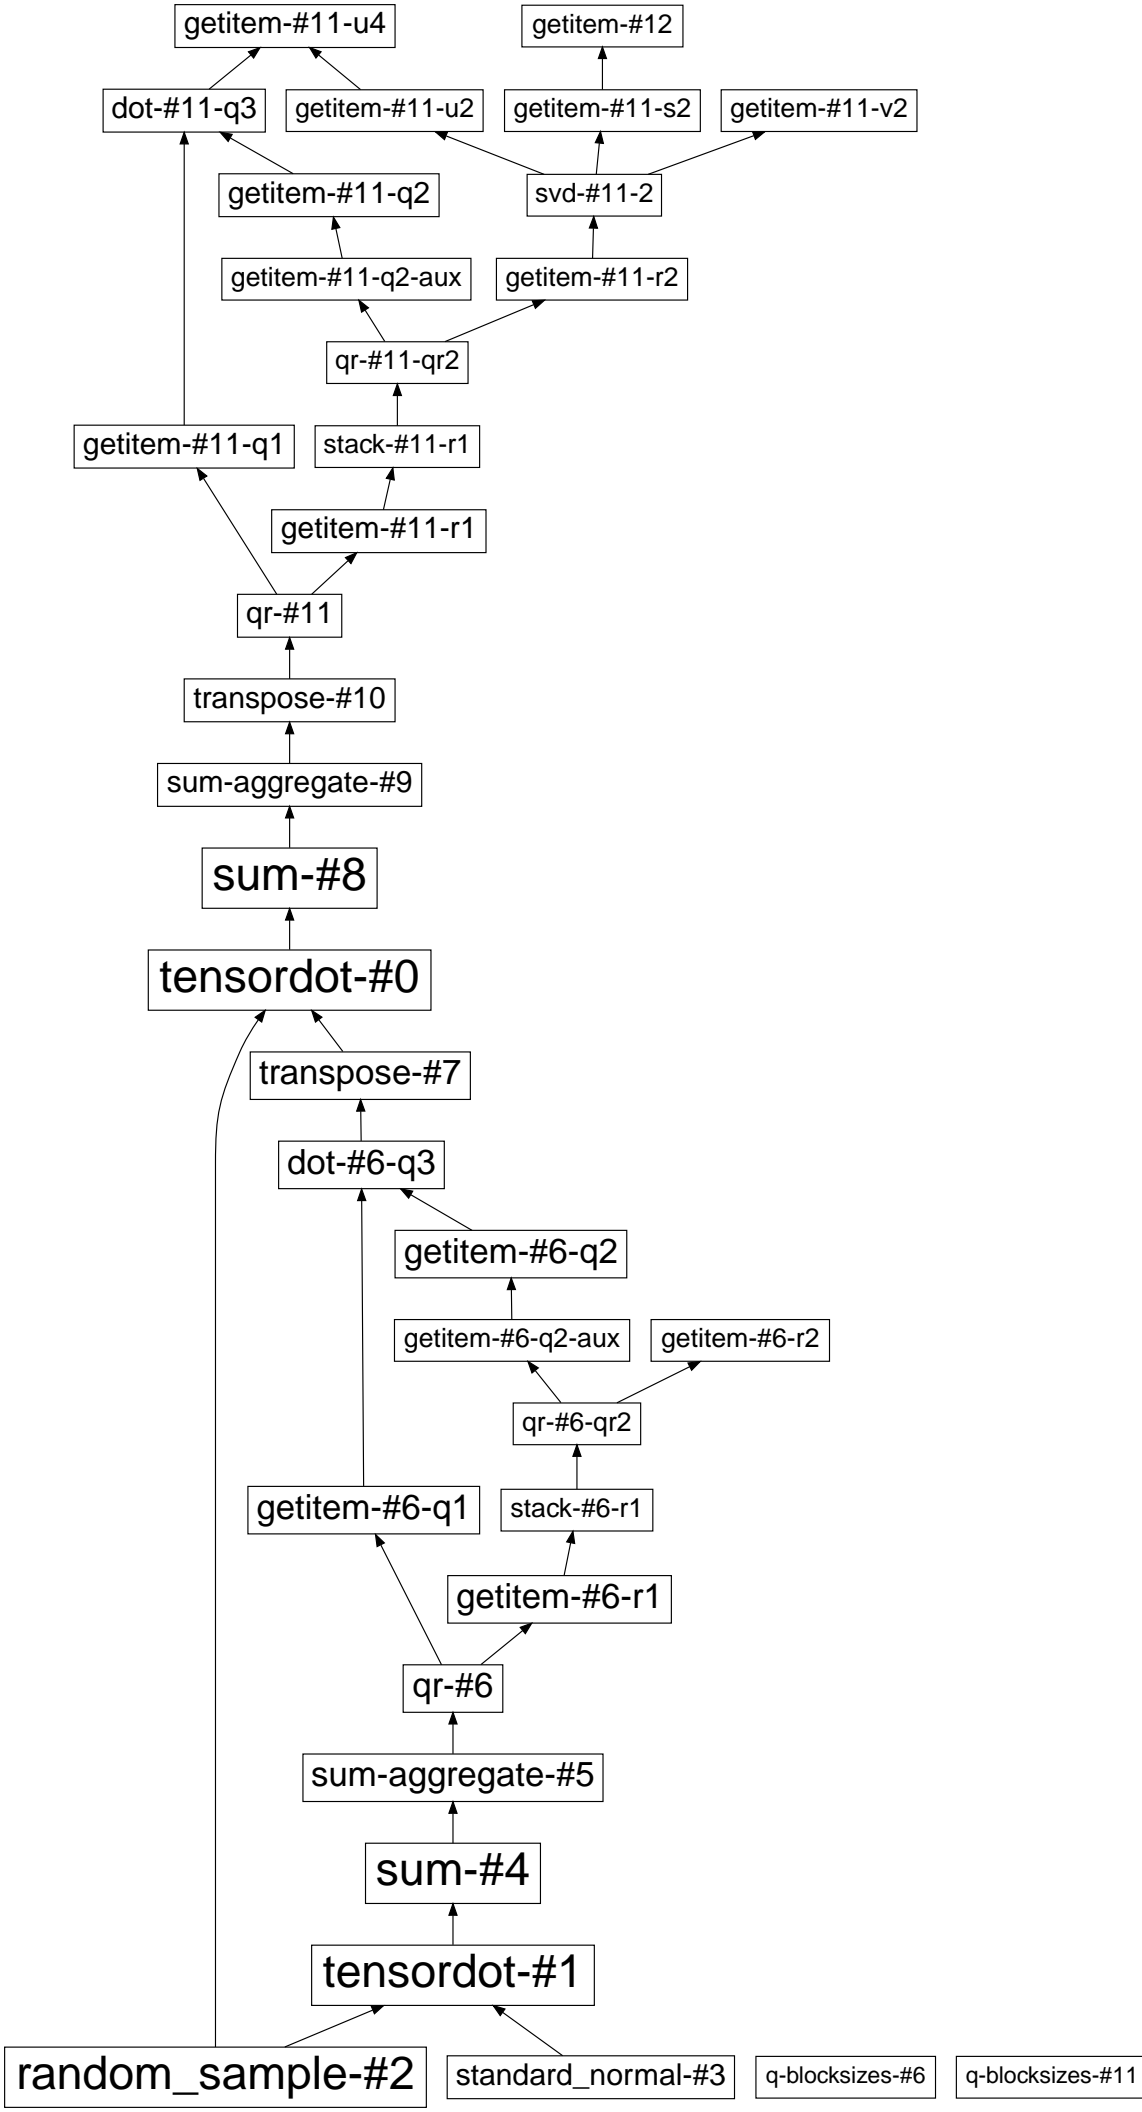 getitem-#11-u4
getitem-#12
dot-#11-q3
getitem-#11-u2
getitem-#11-s2
getitem-#11-v2
getitem-#11-q2
svd-#11-2
getitem-#11-q2-aux
getitem-#11-r2
qr-#11-qr2
getitem-#11-q1
stack-#11-r1
getitem-#11-r1
qr-#11
transpose-#10
sum-aggregate-#9
sum-#8
tensordot-#0
transpose-#7
dot-#6-q3
getitem-#6-q2
getitem-#6-q2-aux
getitem-#6-r2
qr-#6-qr2
getitem-#6-q1
stack-#6-r1
getitem-#6-r1
qr-#6
sum-aggregate-#5
sum-#4
tensordot-#1
random_sample-#2
standard_normal-#3
q-blocksizes-#6
q-blocksizes-#11